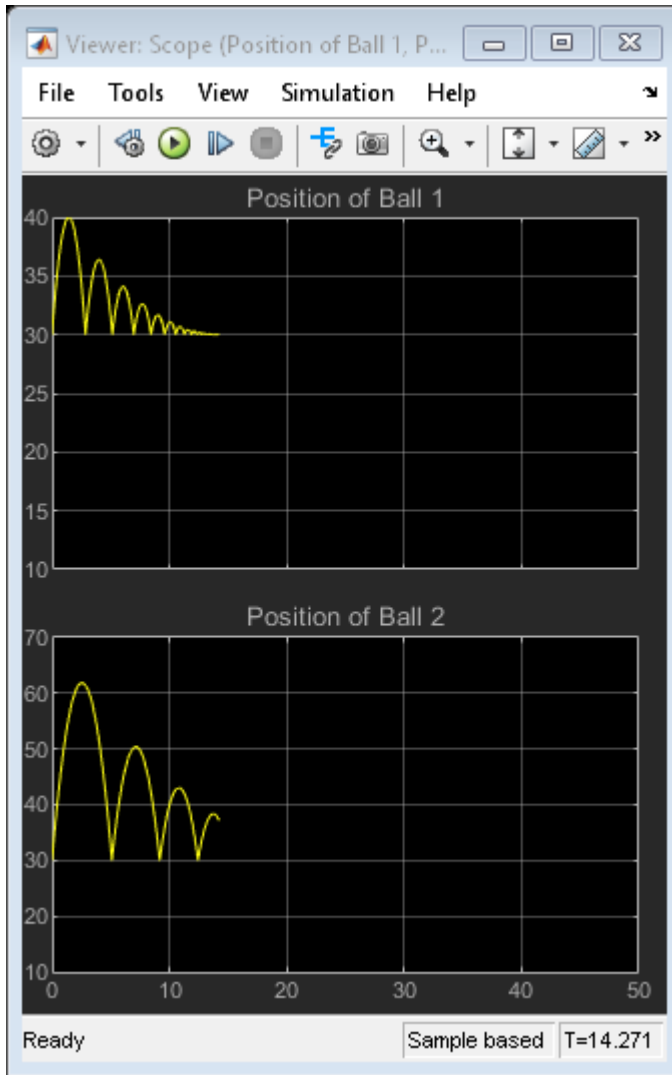 Viewer: Scope (Position of Ball 1, P...
File Tools View Simulation Help
Position of Ball 1
40
35
30
25
20
15
10
Position of Ball 2
70
60
50
40
30
20
10
0 10 20 30 40 50
Ready Sample based T=14.271